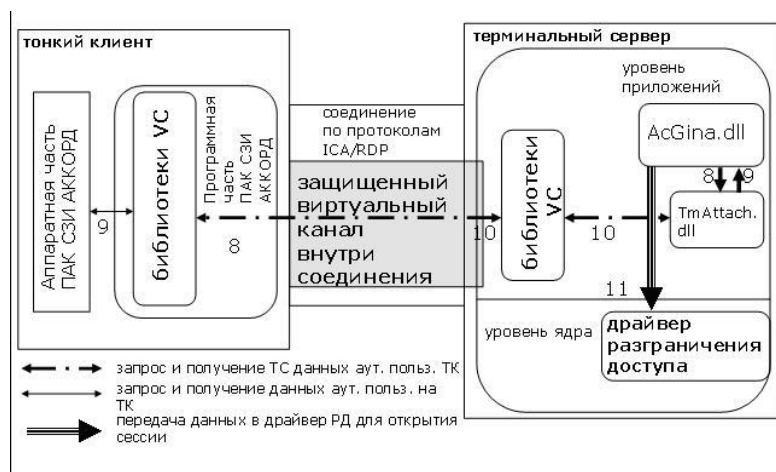 тонкий клиент
Аппаратная часть
ПАК СЗИ АККОРД
9
библиотеки VC
Программная
часть
ПАК СЗИ
АККОРД
8
соединение
по протоколам
ICA/RDP
защищенный
виртуальный
канал
внутри
соединения
терминальный сервер
уровень
приложений
10
библиотеки
VC
10
AcGina.dll
8
9
TmAttach.
dll
11
уровень ядра
драйвер
разграничения
доступа
запрос и получение ТС данных аут. польз. ТК
запрос и получение данных аут. польз. на
ТК
передача данных в драйвер РД для открытия
сессии